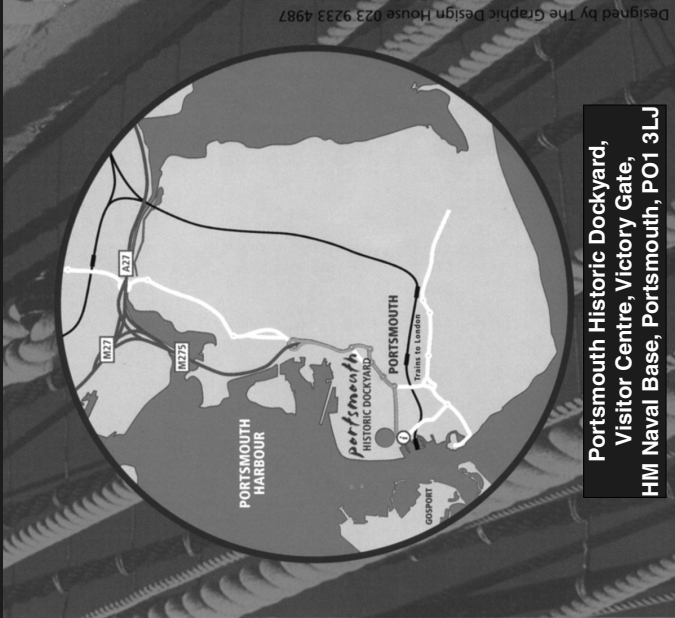 Designed by The Graphic Design House 023 9233 4987
M27
A27
M275
PORTSMOUTH
HARBOUR
portsmouth
HISTORIC DOCKYARD
PORTSMOUTH
Trains to London
i
GOSPORT
Portsmouth Historic Dockyard,
Visitor Centre, Victory Gate,
HM Naval Base, Portsmouth, PO1 3LJ